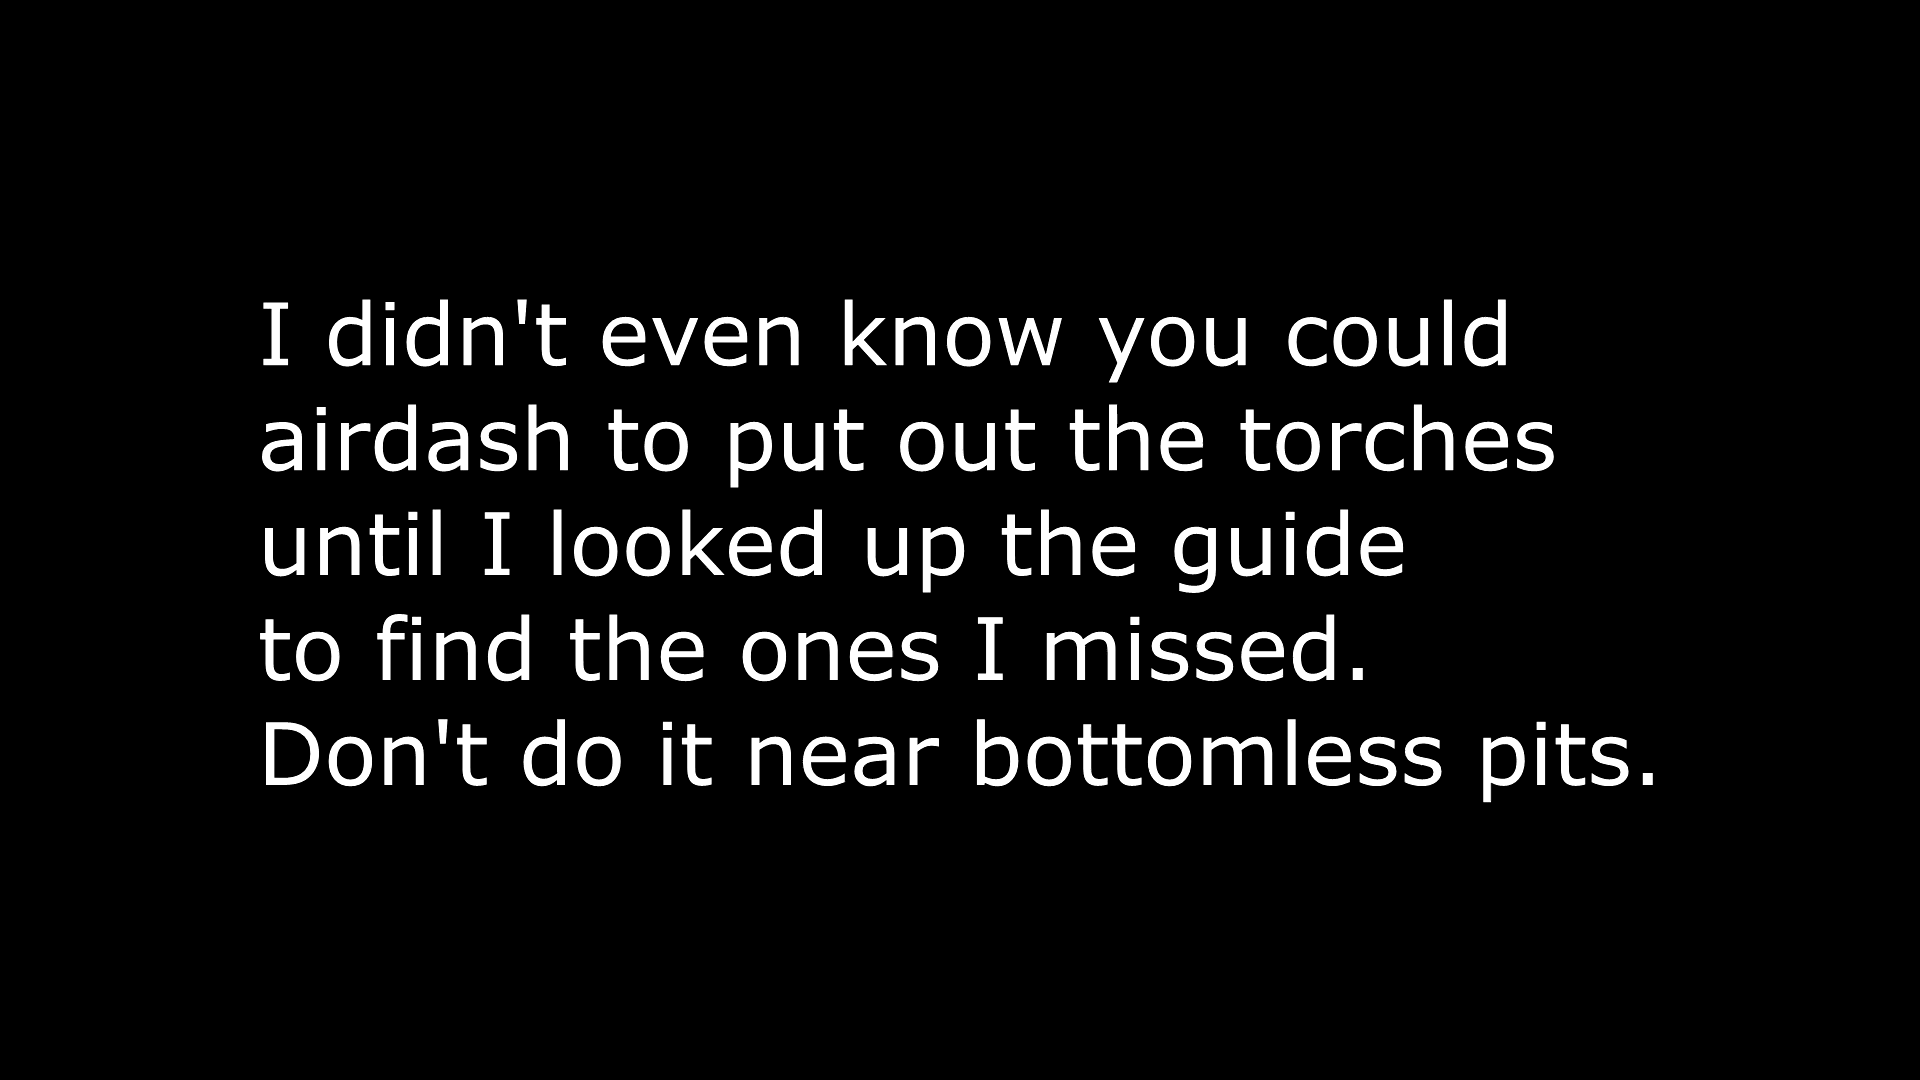 I didn't even know you could
airdash to put out the torches
until I looked up the guide
to find the ones I missed.
Don't do it near bottomless pits.